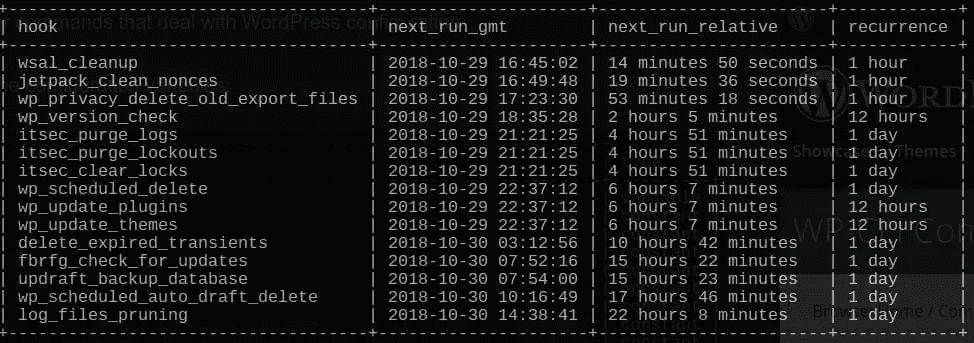 mmands that deal with WordPress
+-----------------------------------+---------------------+-----------------------+------------+
| hook | next_run_gmt | next_run_relative | recurrence |
+-----------------------------------+---------------------+-----------------------+------------+
| wsal_cleanup | 2018-10-29 16:45:02 | 14 minutes 50 seconds | 1 hour |
| jetpack_clean_nonces | 2018-10-29 16:49:48 | 19 minutes 36 seconds | 1 hour |
| wp_privacy_delete_old_export_files | 2018-10-29 17:23:30 | 53 minutes 18 seconds | 1 hour |
| wp_version_check | 2018-10-29 18:35:28 | 2 hours 5 minutes | 12 hours |
| itsec_purge_logs | 2018-10-29 21:21:25 | 4 hours 51 minutes | 1 day |
| itsec_purge_lockouts | 2018-10-29 21:21:25 | 4 hours 51 minutes | 1 day |
| itsec_clear_locks | 2018-10-29 21:21:25 | 4 hours 51 minutes | 1 day |
Showcase Themes
| wp_scheduled_delete | 2018-10-29 22:37:12 | 6 hours 7 minutes | 1 day |
| wp_update_plugins | 2018-10-29 22:37:12 | 6 hours 7 minutes | 12 hours |
| wp_update_themes | 2018-10-29 22:37:12 | 6 hours 7 minutes | 12 hours |
| delete_expired_transients | 2018-10-30 03:12:56 | 10 hours 42 minutes | 1 day |
| fbrfg_check_for_updates | 2018-10-30 07:52:16 | 15 hours 22 minutes | 1 day |
| updraft_backup_database | 2018-10-30 07:54:00 | 15 hours 23 minutes | 1 day |
| wp_scheduled_auto_draft_delete | 2018-10-30 10:16:49 | 17 hours 46 minutes | 1 day |
| log_files_pruning | 2018-10-30 14:38:41 | 22 hours 8 minutes | 1 day |
+-----------------------------------+---------------------+-----------------------+------------+